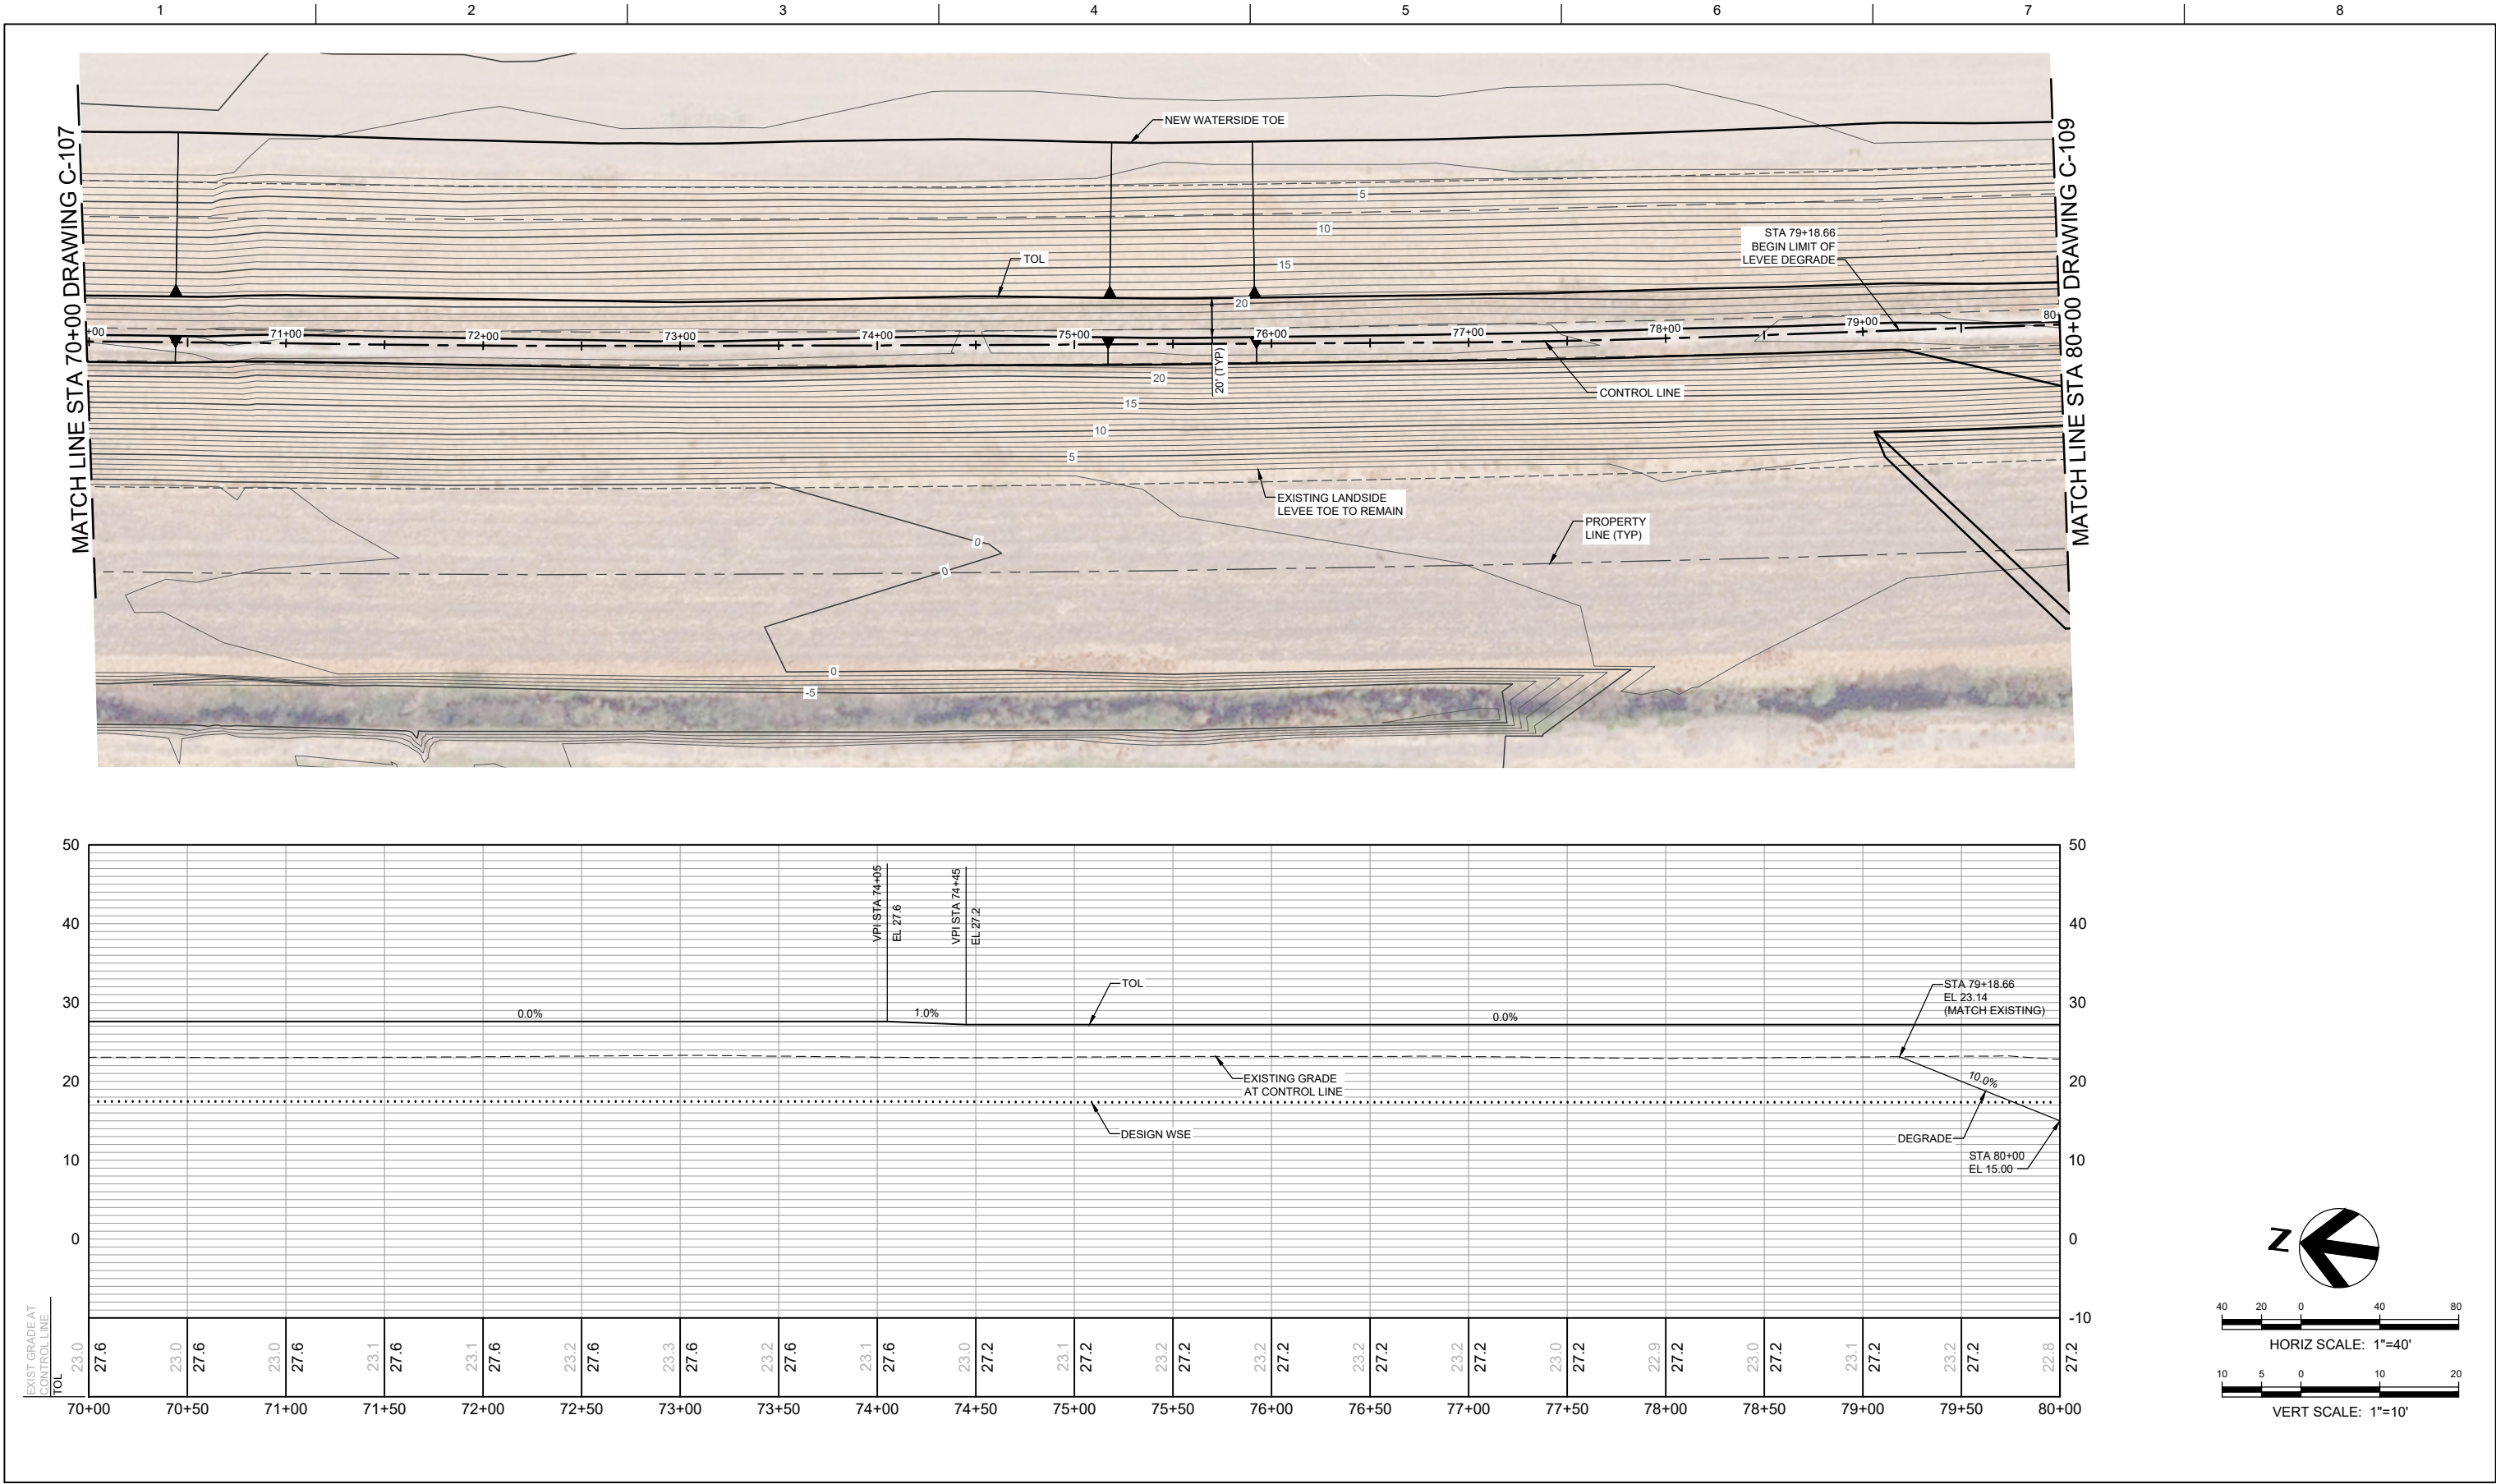 1 2 3 4 5 6 7 8
MATCH LINE STA 70+00 DRAWING C-107
MATCH LINE STA 80+00 DRAWING C-109
NEW WATERSIDE TOE
5
10
15
STA 79+18.66
BEGIN LIMIT OF
LEVEE DEGRADE
TOL
20
+00 71+00 72+00 73+00 74+00 75+00 76+00 77+00 78+00 79+00 80+
20' (TYP)
20
CONTROL LINE
15
10
5
EXISTING LANDSIDE
LEVEE TOE TO REMAIN
PROPERTY
LINE (TYP)
0
0
0
-5
50 50
VPI STA 74+05
EL 27.6
VPI STA 74+45
EL 27.2
40 40
TOL
STA 79+18.66
EL 23.14
(MATCH EXISTING)
30 30
0.0% 1.0% 0.0%
EXISTING GRADE
AT CONTROL LINE
10.0%
20 20
DESIGN WSE
DEGRADE
STA 80+00
EL 15.00
10 10
0 0
-10
EXIST GRADE AT
CONTROL LINE
TOL
23.0 27.6
23.0 27.6
23.0 27.6
23.1 27.6
23.1 27.6
23.2 27.6
23.3 27.6
23.2 27.6
23.1 27.6
23.0 27.2
23.1 27.2
23.2 27.2
23.2 27.2
23.2 27.2
23.2 27.2
23.0 27.2
22.9 27.2
23.0 27.2
23.1 27.2
23.2 27.2
22.8 27.2
70+00 70+50 71+00 71+50 72+00 72+50 73+00 73+50 74+00 74+50 75+00 75+50 76+00 76+50 77+00 77+50 78+00 78+50 79+00 79+50 80+00
Z
40 20 0 40 80
HORIZ SCALE: 1"=40'
10 5 0 10 20
VERT SCALE: 1"=10'